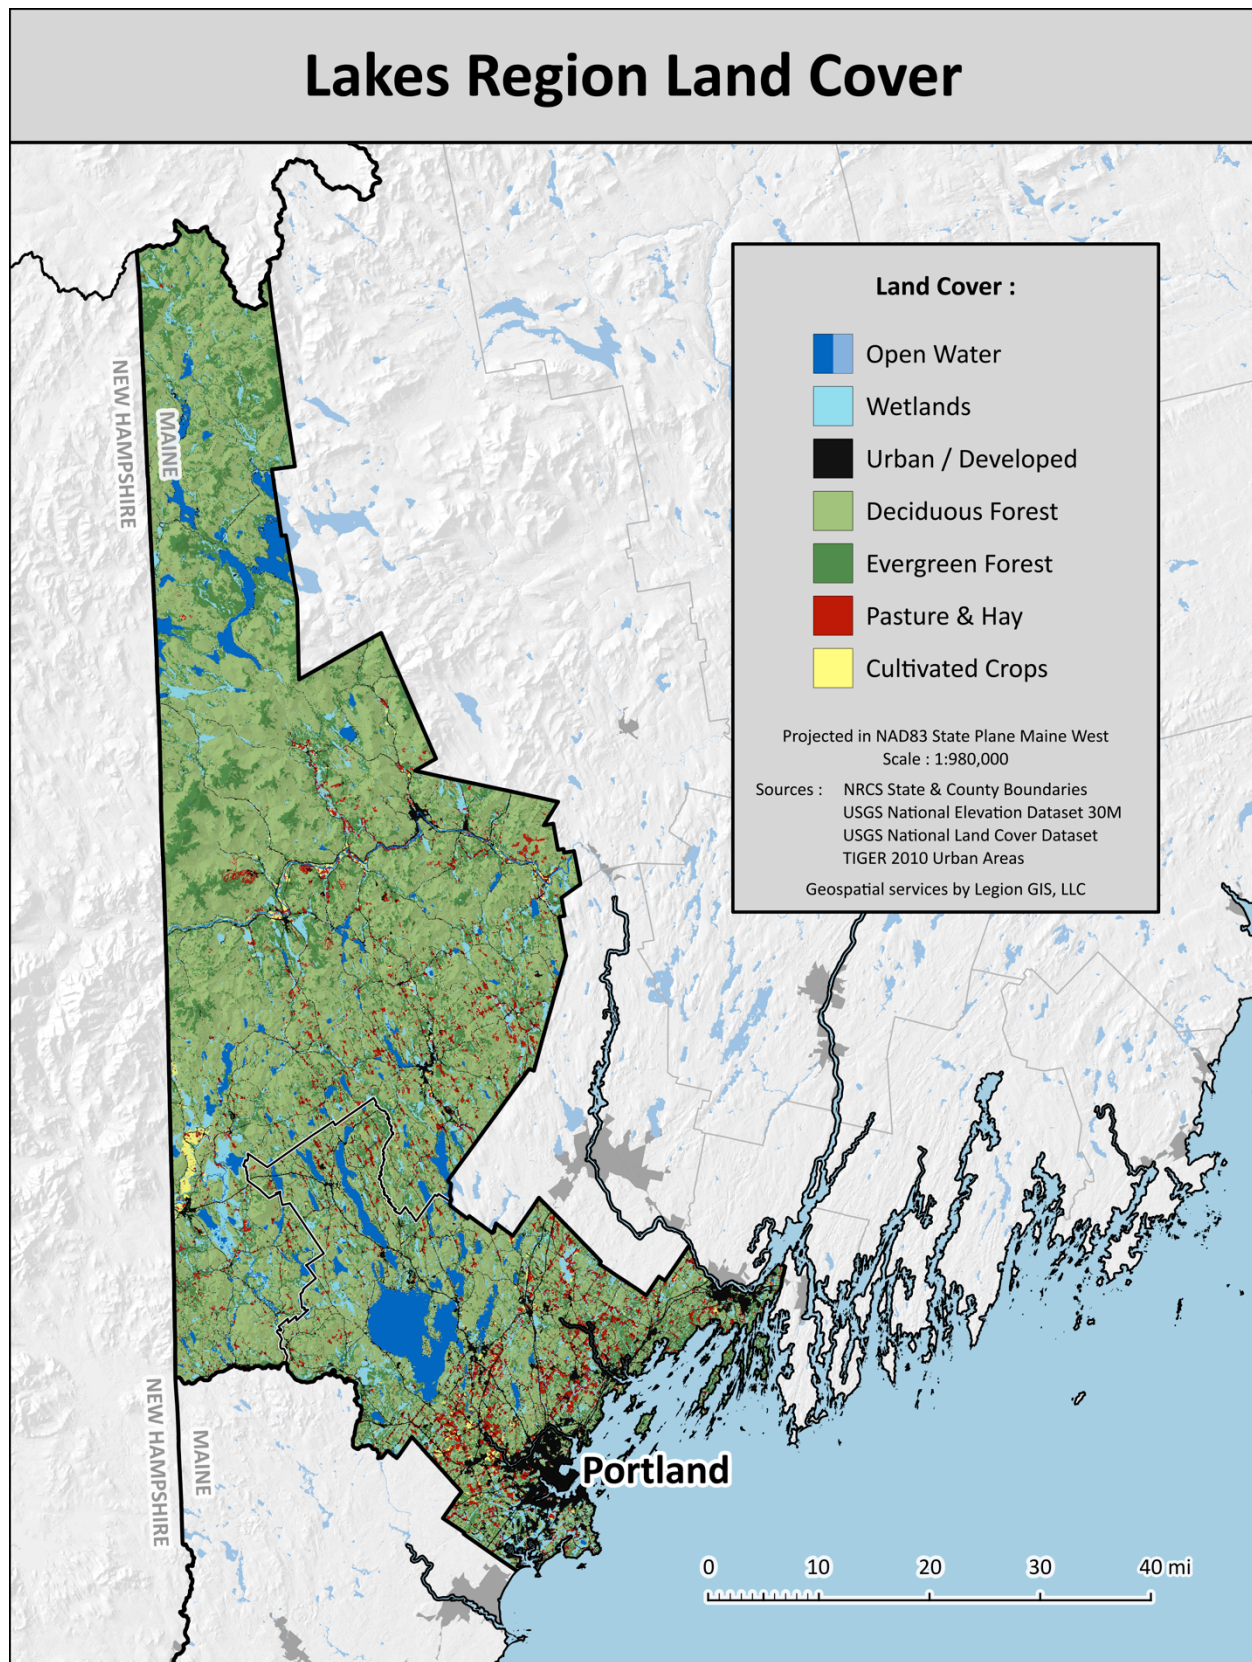 Lakes Region Land Cover
Land Cover :
Open Water
Wetlands
Urban / Developed
Deciduous Forest
Evergreen Forest
Pasture & Hay
Cultivated Crops
Projected in NAD83 State Plane Maine West
Scale : 1:980,000
Sources : NRCS State & County Boundaries
USGS National Elevation Dataset 30M
USGS National Land Cover Dataset
TIGER 2010 Urban Areas
Geospatial services by Legion GIS, LLC
NEW HAMPSHIRE
MAINE
NEW HAMPSHIRE
MAINE
Portland
0 10 20 30 40 mi